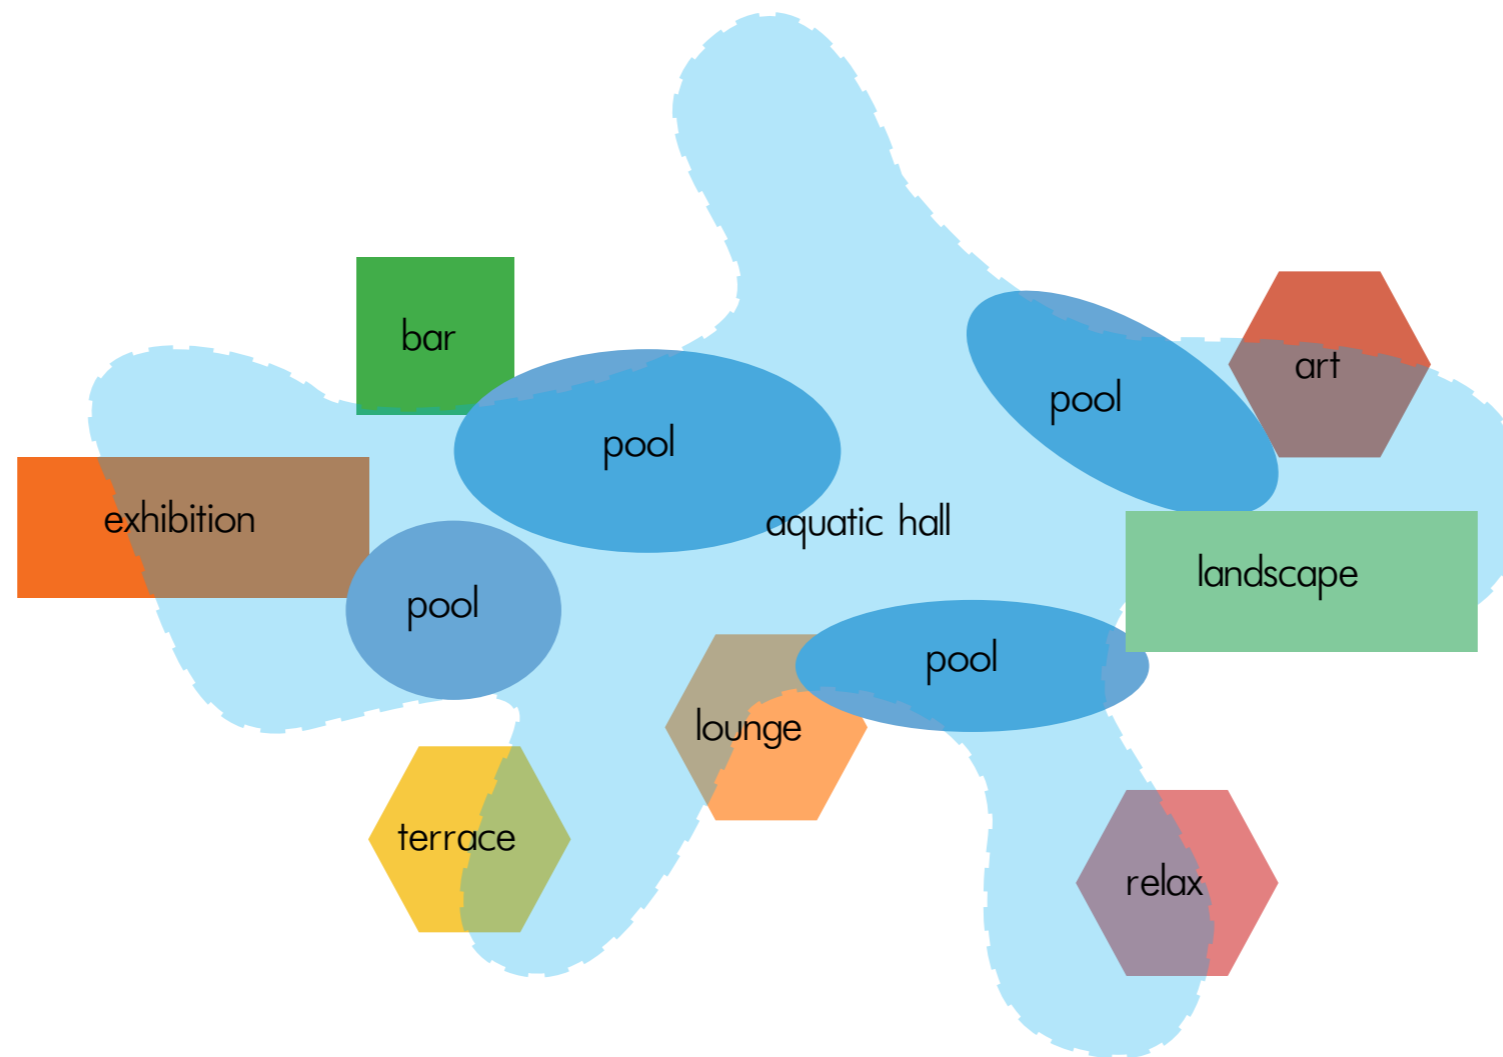 bar
art
pool
pool
exhibition
aquatic hall
landscape
pool
pool
lounge
terrace
relax